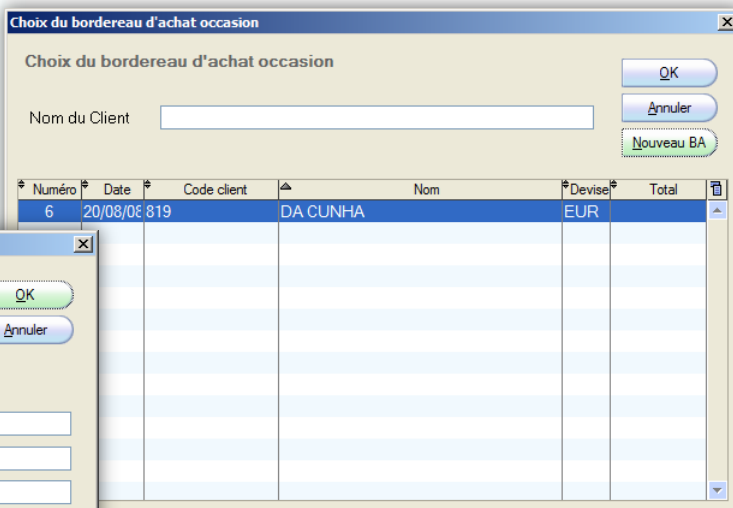 Choix du bordereau d'achat occasion
Choix du bordereau d'achat occasion
OK
Nom du Client
Annuler
Nouveau BA
Numéro Date Code client Nom Devise Total
6 20/08/08 819 DA CUNHA EUR
OK
Annuler